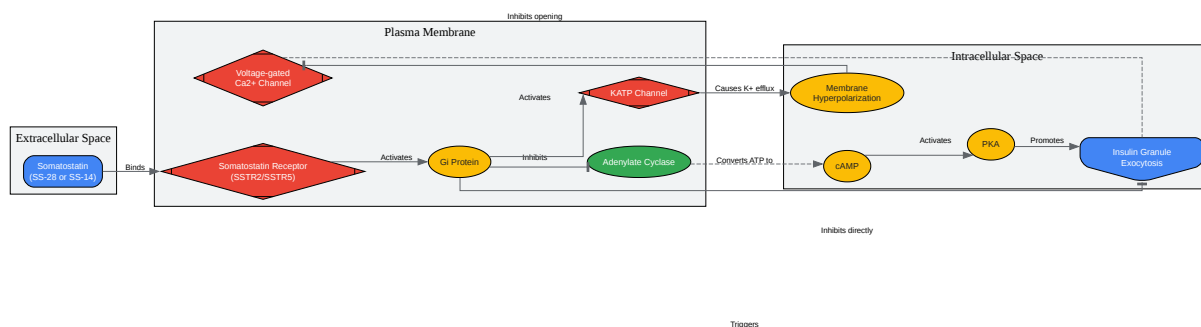 Inhibits opening
Plasma Membrane
Intracellular Space
Voltage-gated
Ca2+ Channel
KATP Channel
Causes K+ efflux
Membrane
Hyperpolarization
Activates
Extracellular Space
Somatostatin
(SS-28 or SS-14)
Binds
Somatostatin Receptor
(SSTR2/SSTR5)
Activates
Gi Protein
Inhibits
Adenylate Cyclase
Converts ATP to
cAMP
Activates
PKA
Promotes
Insulin Granule
Exocytosis
Inhibits directly
Triggers